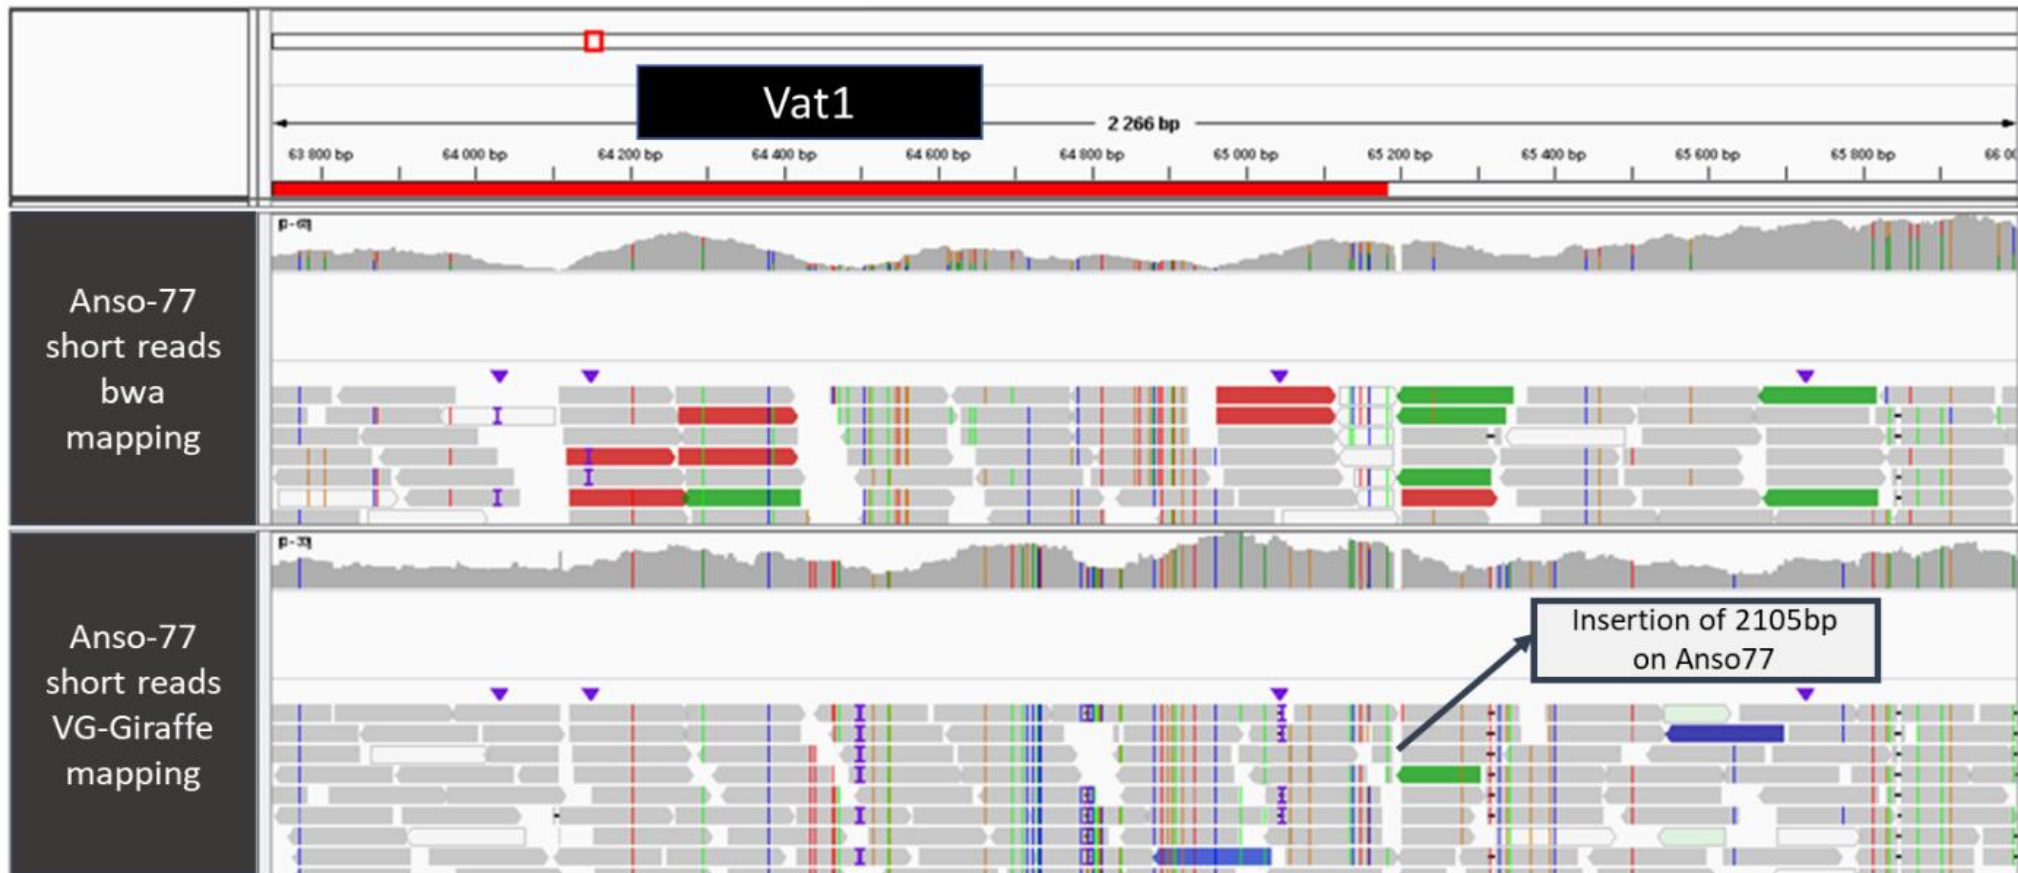 Vat1
2 266 bp
63 800 bp 64 000 bp 64 200 bp 64 400 bp 64 600 bp 64 800 bp 65 000 bp 65 200 bp 65 400 bp 65 600 bp 65 800 bp 66 00
Anso-77
short reads
bwa
mapping
Insertion of 2105bp
on Anso77
Anso-77
short reads
VG-Giraffe
mapping